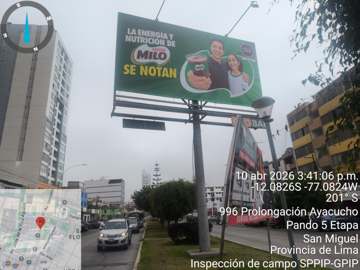 LA ENERGÍA Y
NUTRICIÓN DE
MILO
SE NOTAN
10 abr 2026 3:41:06 p.m.
-12.0826S -77.0824W
201° S
996 Prolongación Ayacucho
Pando 5 Etapa
San Miguel
Provincia de Lima
Inspección de campo SPPIP-GPIP